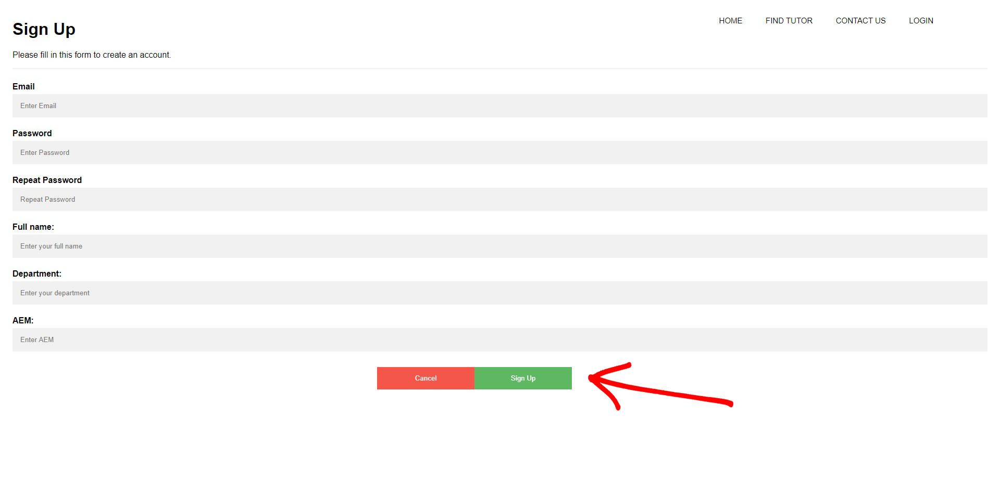 HOME FIND TUTOR CONTACT US LOGIN
Sign Up
Please fill in this form to create an account.
Email
Enter Email
Password
Enter Password
Repeat Password
Repeat Password
Full name:
Enter your full name
Department:
Enter your department
AEM:
Enter AEM
Cancel Sign Up